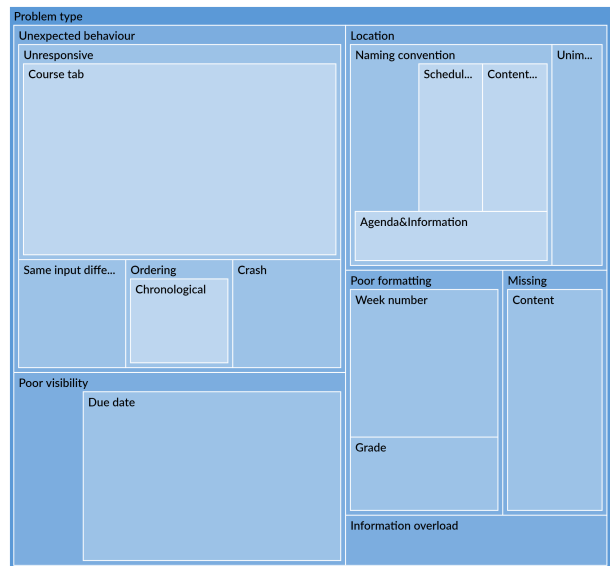 Problem type
Unexpected behaviour
Unresponsive
Course tab
Same input diffe...
Ordering
Chronological
Crash
Poor visibility
Due date
Location
Naming convention
Schedul...
Content...
Agenda&Information
Unim...
Poor formatting
Week number
Grade
Missing
Content
Information overload